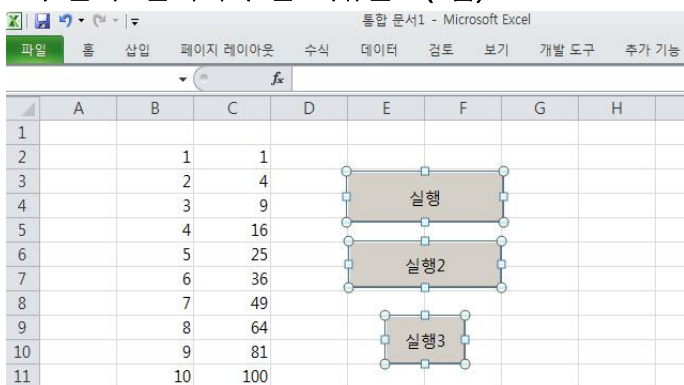 통합 문서1 - Microsoft Excel
파일 홈 삽입 페이지 레이아웃 수식 데이터 검토 보기 개발 도구 추가 기능
fx
A B C D E F G H
1
2 1 1
3 2 4
4 3 9
5 4 16
6 5 25
7 6 36
8 7 49
9 8 64
10 9 81
11 10 100
실행
실행2
실행3